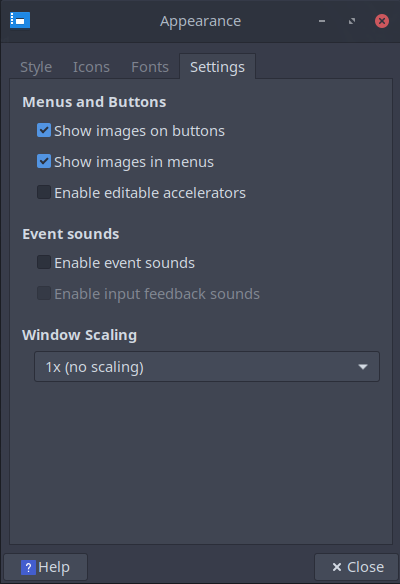 Appearance
Style Icons Fonts Settings
Menus and Buttons
Show images on buttons
Show images in menus
Enable editable accelerators
Event sounds
Enable event sounds
Enable input feedback sounds
Window Scaling
1x (no scaling)
? Help
Close